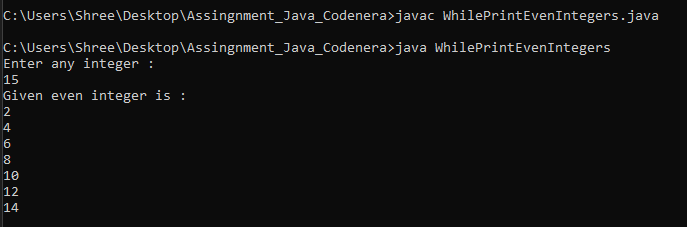 C:\Users\Shree\Desktop\Assingnment_Java_Codenera>javac WhilePrintEvenIntegers.java
C:\Users\Shree\Desktop\Assingnment_Java_Codenera>java WhilePrintEvenIntegers
Enter any integer :
15
Given even integer is :
2
4
6
8
10
12
14